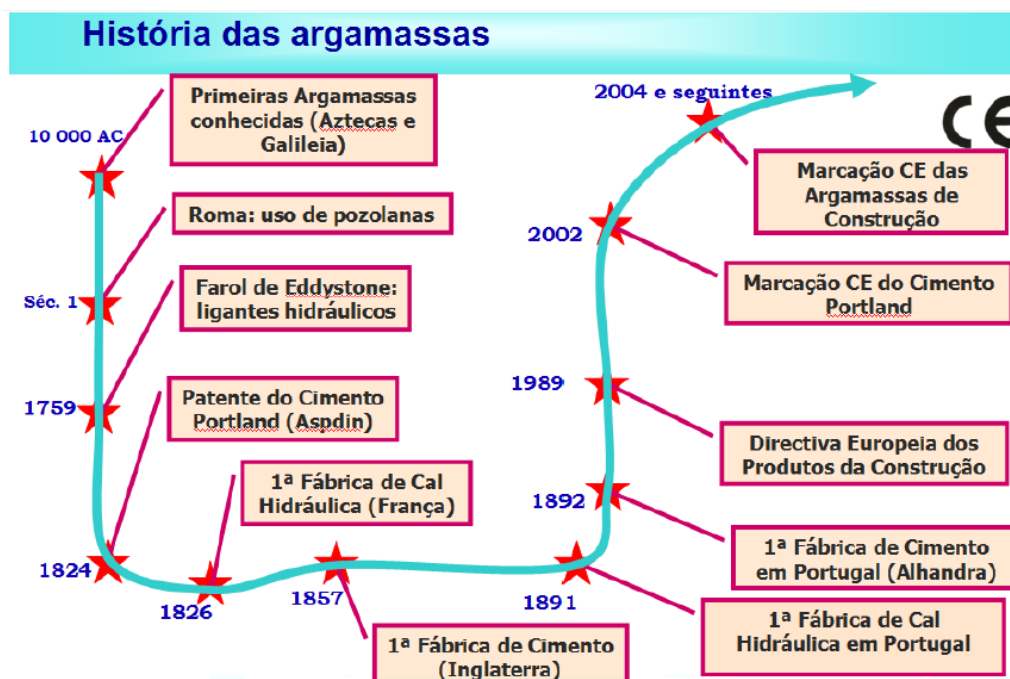 História das argamassas
10 000 AC
Primeiras Argamassas
conhecidas (Aztecas e
Galileia)
Séc. 1
Roma: uso de pozolanas
1759
Farol de Eddystone:
ligantes hidráulicos
1824
Patente do Cimento
Portland (Aspdin)
1826
1ª Fábrica de Cal
Hidráulica (França)
1857
1ª Fábrica de Cimento
(Inglaterra)
1891
1ª Fábrica de Cal
Hidráulica em Portugal
1892
1ª Fábrica de Cimento
em Portugal (Alhandra)
1989
Directiva Europeia dos
Produtos da Construção
2002
Marcação CE do Cimento
Portland
2004 e seguintes
Marcação CE das
Argamassas de
Construção
CE